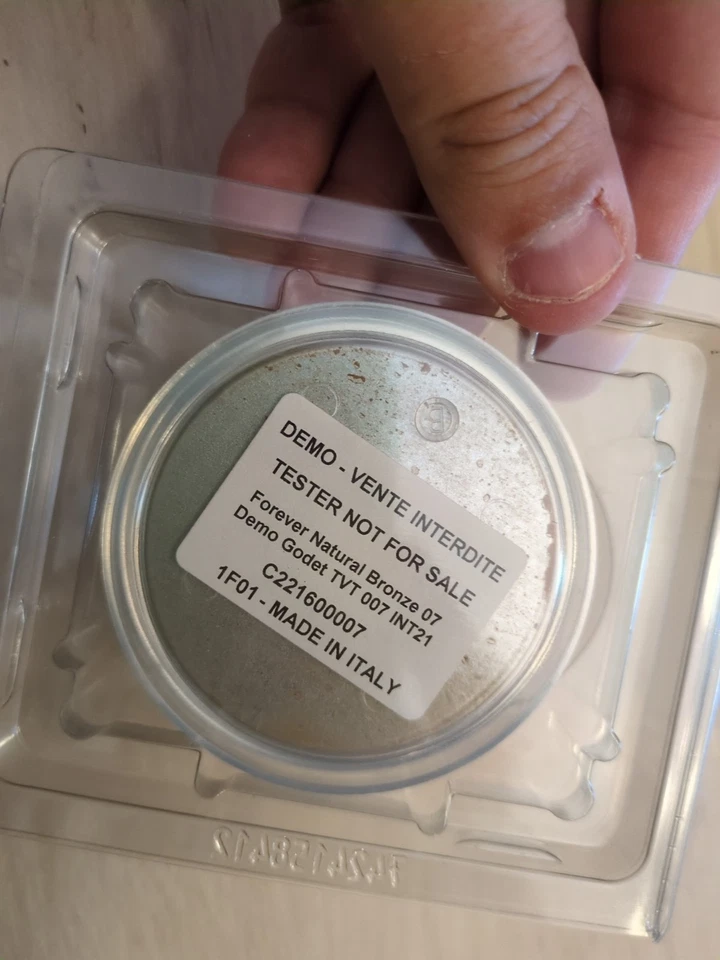 DEMO - VENTE INTERDITE
TESTER NOT FOR SALE
Forever Natural Bronze 07
Demo Godet TVT 007 INT21
C221600007
1F01 - MADE IN ITALY